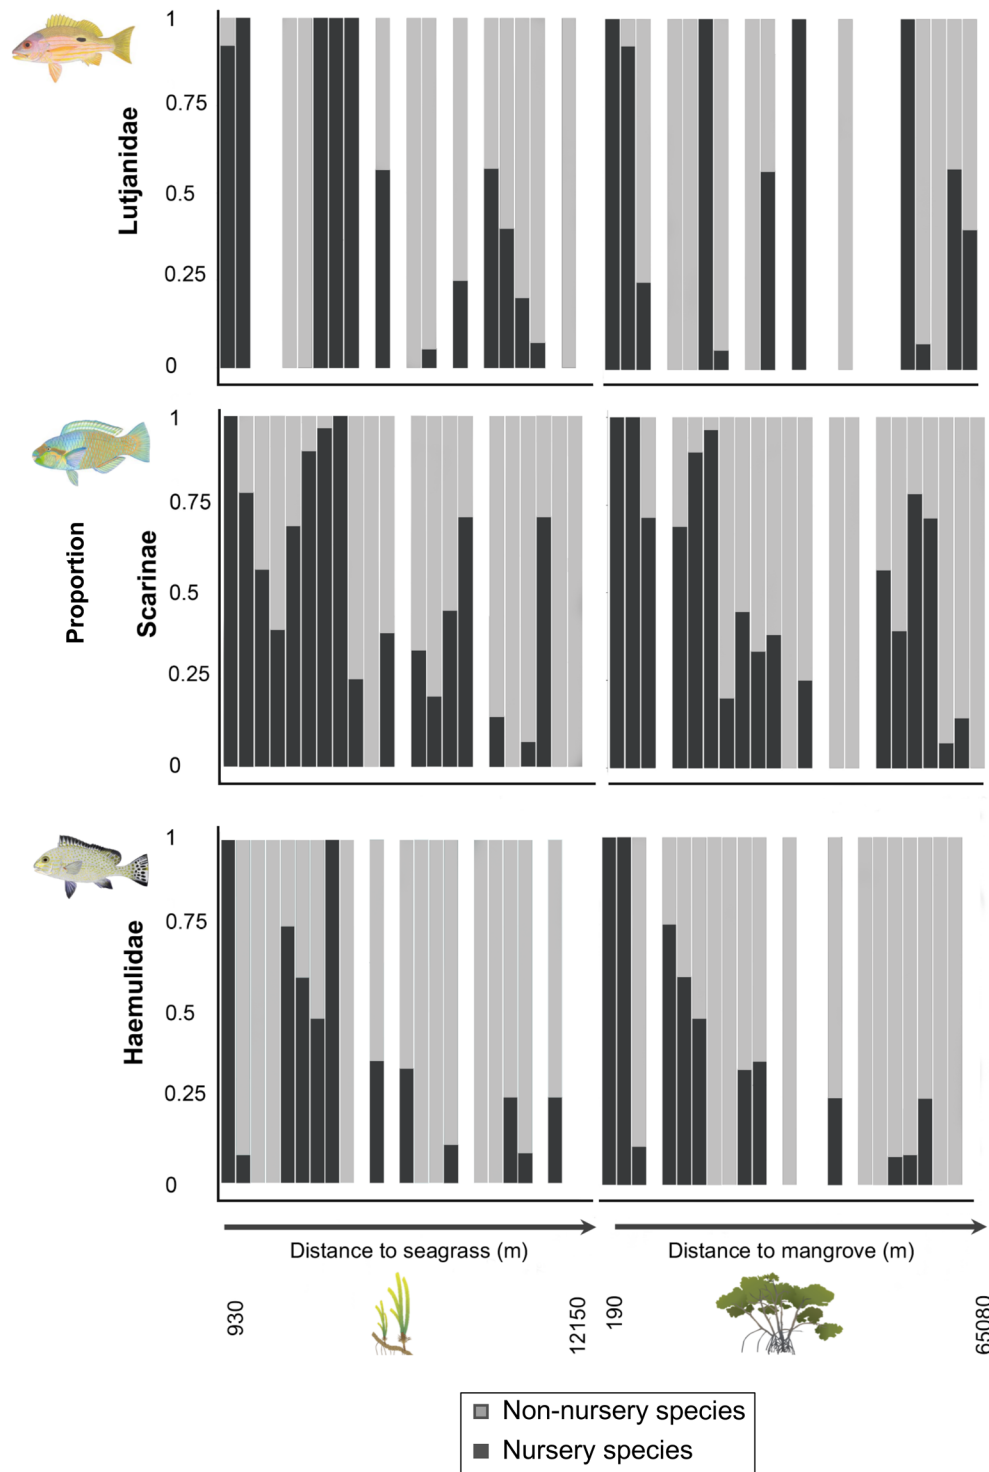 1
0.75
0.5
0.25
0
Lutjanidae
1
0.75
0.5
0.25
0
Proportion
Scarinae
1
0.75
0.5
0.25
0
Haemulidae
Distance to seagrass (m)
Distance to mangrove (m)
930
12150
190
65080
Non-nursery species
Nursery species